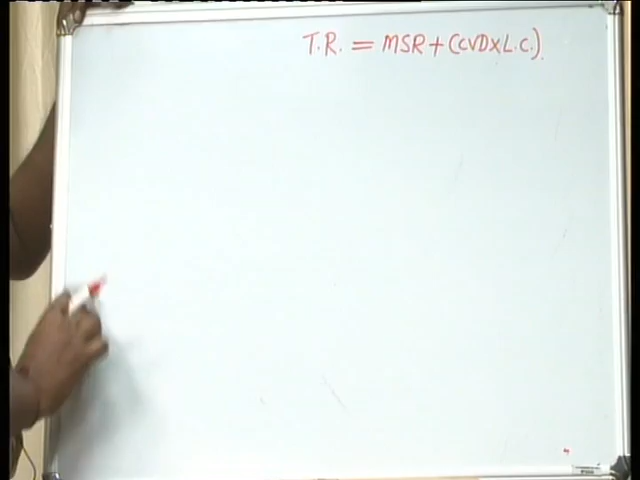 T.R. = MSR + (CVD X L.C.)